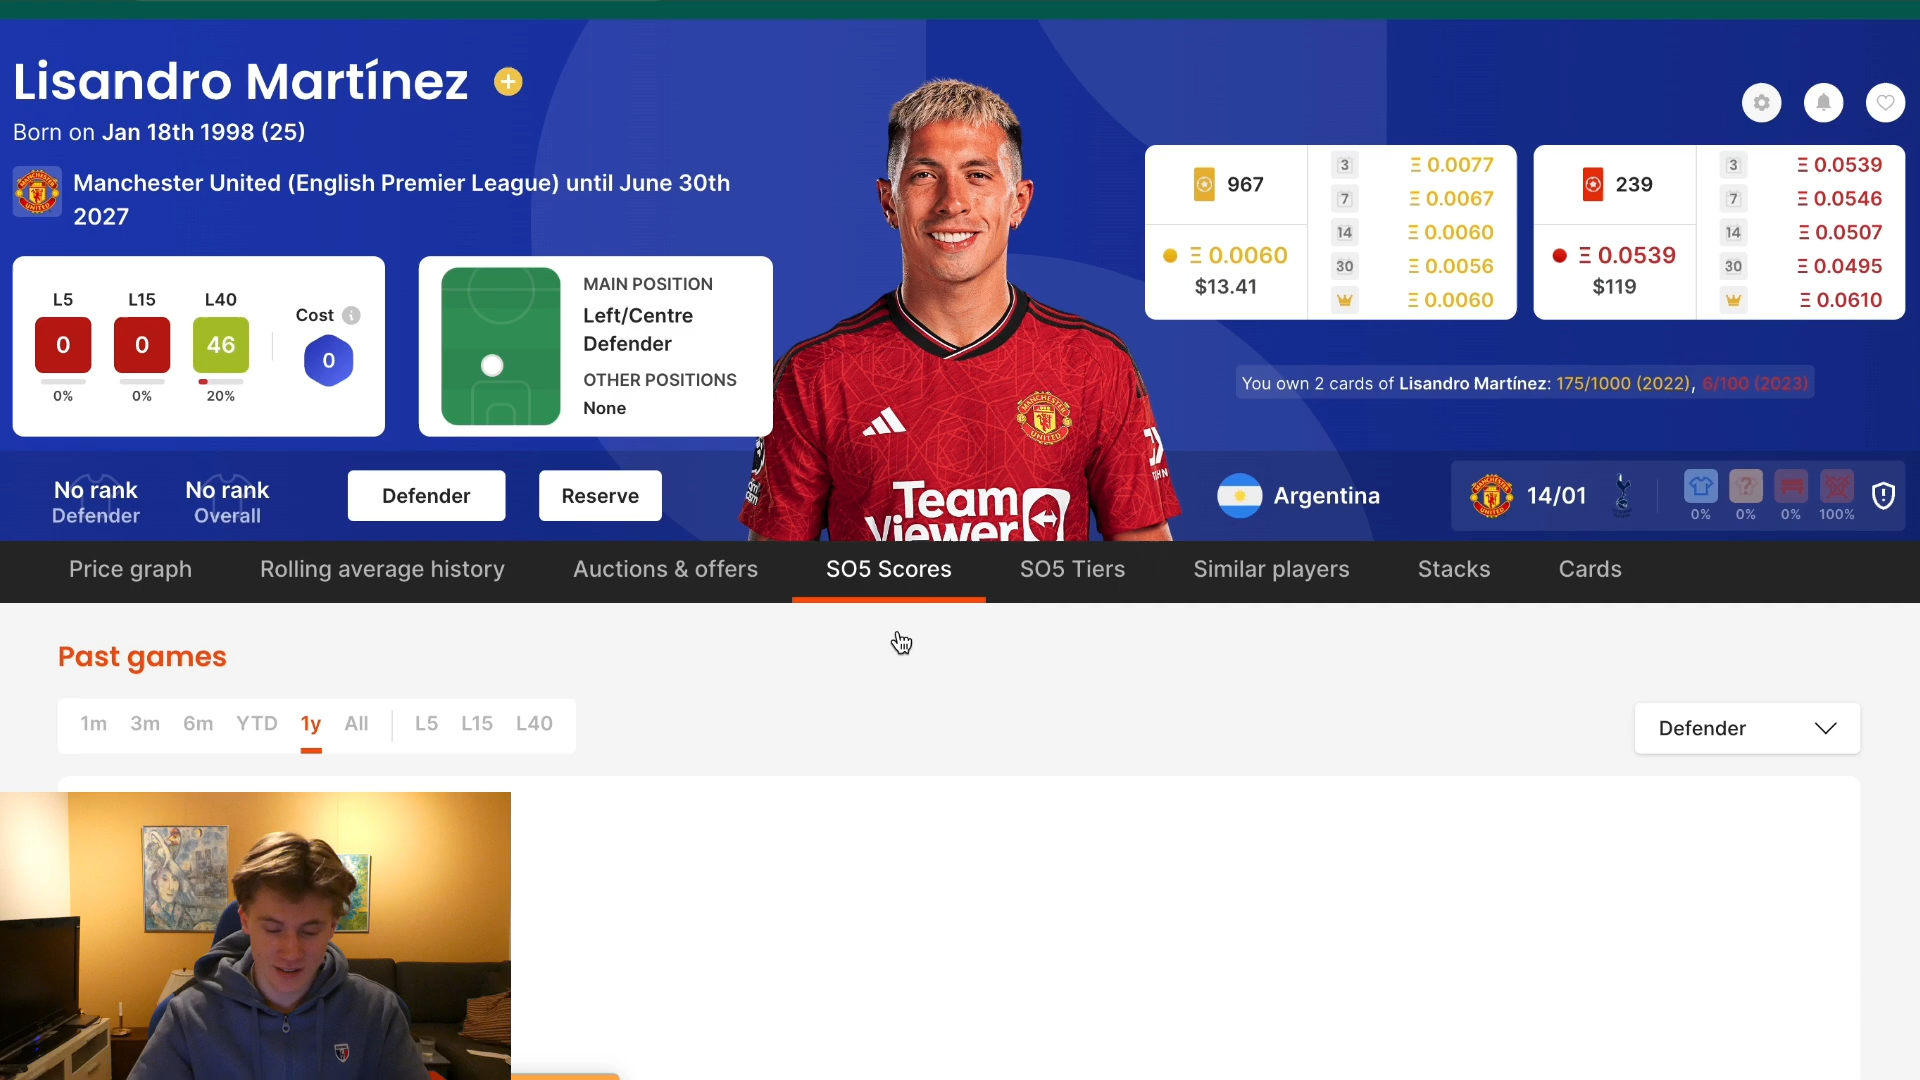 Lisandro Martínez
Born on Jan 18th 1998 (25)
Manchester United (English Premier League) until June 30th
2027
L5 L15 L40
Cost
0 0 46 0
0% 0% 20%
MAIN POSITION
Left/Centre
Defender
OTHER POSITIONS
None
967
Ξ 0.0060
$13.41
3 Ξ 0.0077
7 Ξ 0.0067
14 Ξ 0.0060
30 Ξ 0.0056
Ξ 0.0060
239
Ξ 0.0539
$119
3 Ξ 0.0539
7 Ξ 0.0546
14 Ξ 0.0507
30 Ξ 0.0495
Ξ 0.0610
You own 2 cards of Lisandro Martínez: 175/1000 (2022), 6/100 (2023)
No rank
Defender
No rank
Overall
Defender
Reserve
MANCHESTER
UNITED
Team
Viewer
Argentina
14/01
0% 0% 0% 100%
Price graph Rolling average history Auctions & offers SO5 Scores SO5 Tiers Similar players Stacks Cards
Past games
1m 3m 6m YTD 1y All L5 L15 L40
Defender